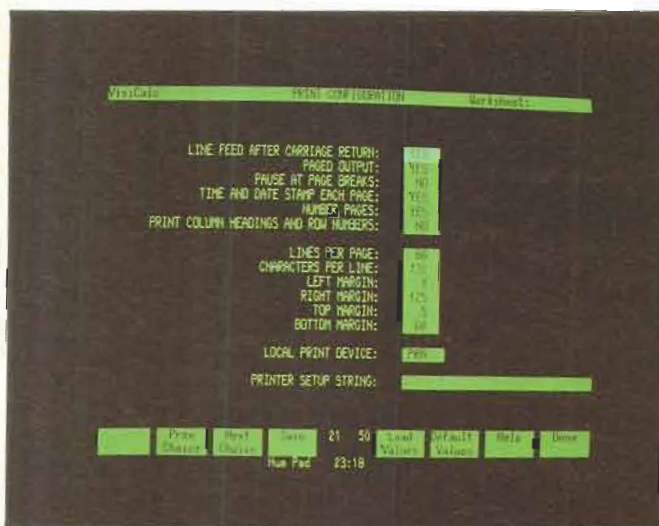 VisiCalc PRINT CONFIGURATION Worksheet:
LINE FEED AFTER CARRIAGE RETURN: YES
PAGED OUTPUT: YES
PAUSE AT PAGE BREAKS: NO
TIME AND DATE STAMP EACH PAGE: YES
NUMBER PAGES: YES
PRINT COLUMN HEADINGS AND ROW NUMBERS: NO
LINES PER PAGE:
CHARACTERS PER LINE:
LEFT MARGIN:
RIGHT MARGIN: 125
TOP MARGIN: 5
BOTTOM MARGIN: 60
LOCAL PRINT DEVICE: PRN
PRINTER SETUP STRING:
Prev Choice Next Choice Save 21 50 Load Values Default Values Help Done
Num Pad 23:18